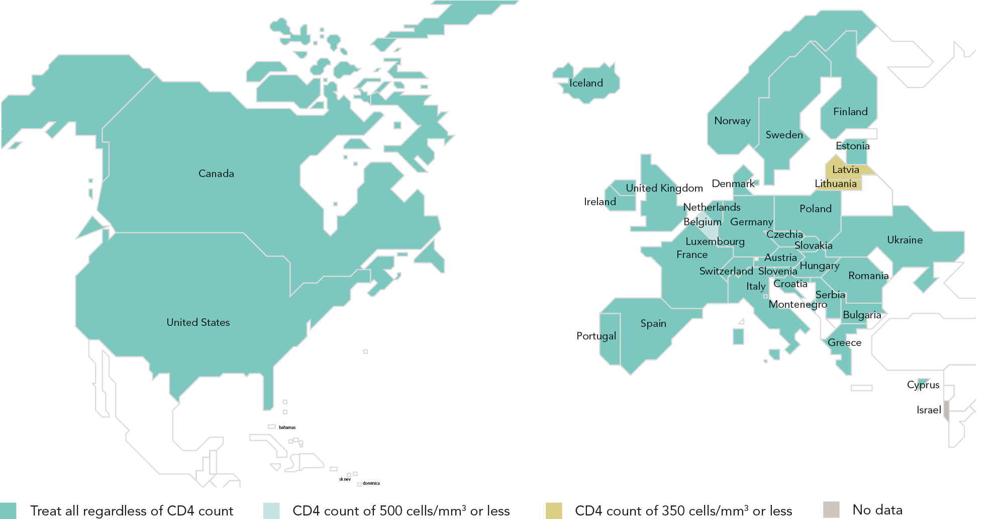 Iceland
Finland
Norway
Sweden
Estonia
Canada
Latvia
Denmark
Lithuania
United Kingdom
Ireland
Netherlands
Poland
Belgium
Germany
Czechia
Ukraine
Luxembourg
Slovakia
France
Austria
Hungary
Switzerland
Slovenia
Romania
Croatia
Italy
Serbia
Montenegro
Bulgaria
United States
Spain
Portugal
Greece
Cyprus
Israel
bahamas
sk nev
dominica
Treat all regardless of CD4 count
CD4 count of 500 cells/mm³ or less
CD4 count of 350 cells/mm³ or less
No data